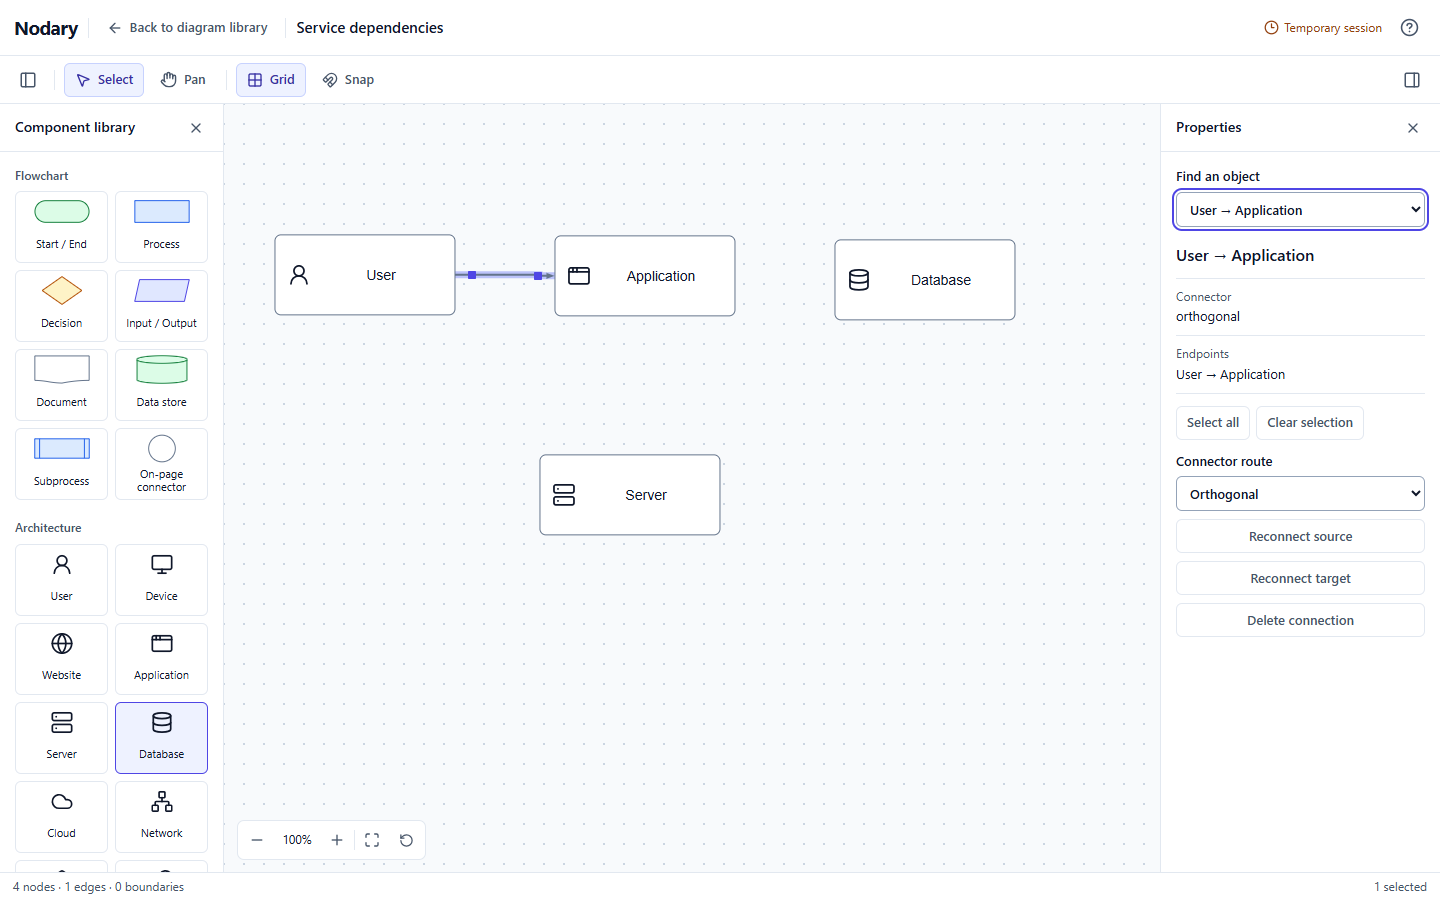 Nodary
Back to diagram library
Service dependencies
Temporary session
Select
Pan
Grid
Snap
Component library
Flowchart
Start / End
Process
Decision
Input / Output
Document
Data store
Subprocess
On-page
connector
Architecture
User
Device
Website
Application
Server
Database
Cloud
Network
User
Application
Database
Server
100%
Properties
Find an object
User → Application
User → Application
Connector
orthogonal
Endpoints
User → Application
Select all
Clear selection
Connector route
Orthogonal
Reconnect source
Reconnect target
Delete connection
4 nodes · 1 edges · 0 boundaries
1 selected